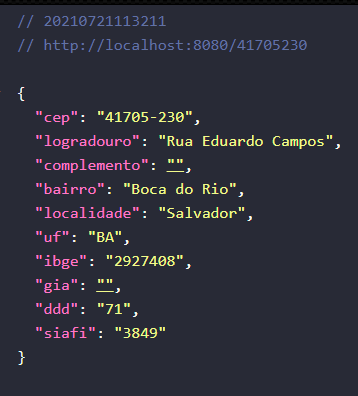 // 20210721113211
// http://localhost:8080/41705230
{
"cep": "41705-230",
"logradouro": "Rua Eduardo Campos",
"complemento": "",
"bairro": "Boca do Rio",
"localidade": "Salvador",
"uf": "BA",
"ibge": "2927408",
"gia": "",
"ddd": "71",
"siafi": "3849"
}